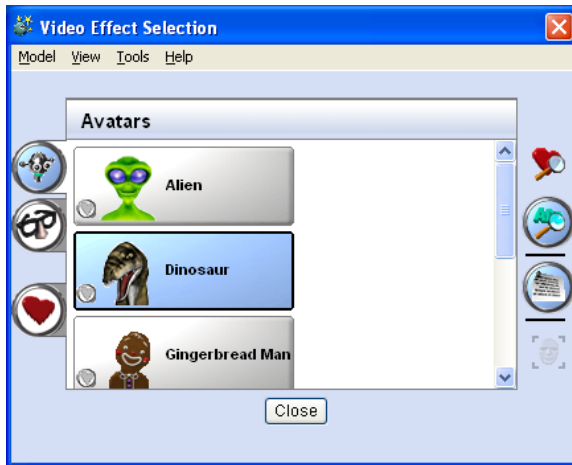 Video Effect Selection
Model View Tools Help
Avatars
Alien
Dinosaur
Gingerbread Man
Close